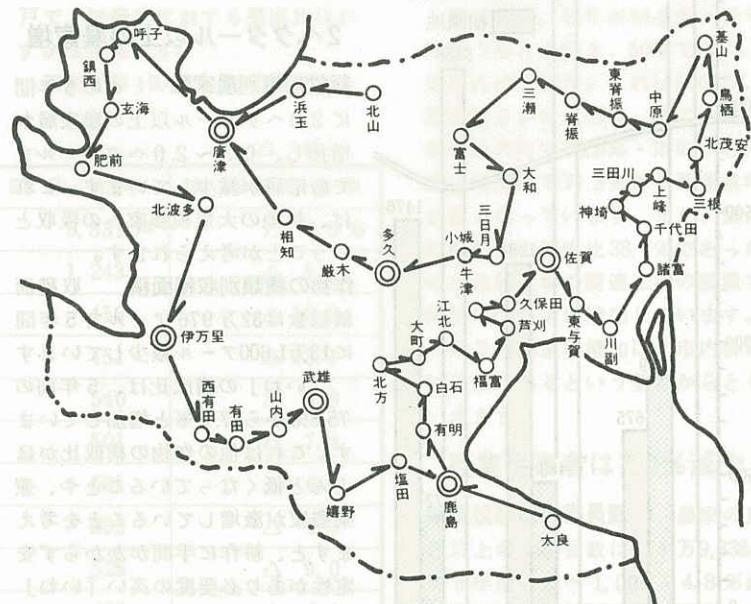 呼子
鎮西
玄海
肥前
唐津
浜玉
北山
北波多
相知
厳木
多久
伊万里
西有田
有田
山内
武雄
嬉野
塩田
鹿島
太良
有明
白石
北方
大町
江北
福富
芦刈
久保田
牛津
小城
三日月
大和
富士
三瀬
脊振
東脊振
中原
基山
鳥栖
北茂安
三根
三田川
神埼
千代田
諸富
川副
東与賀
佐賀